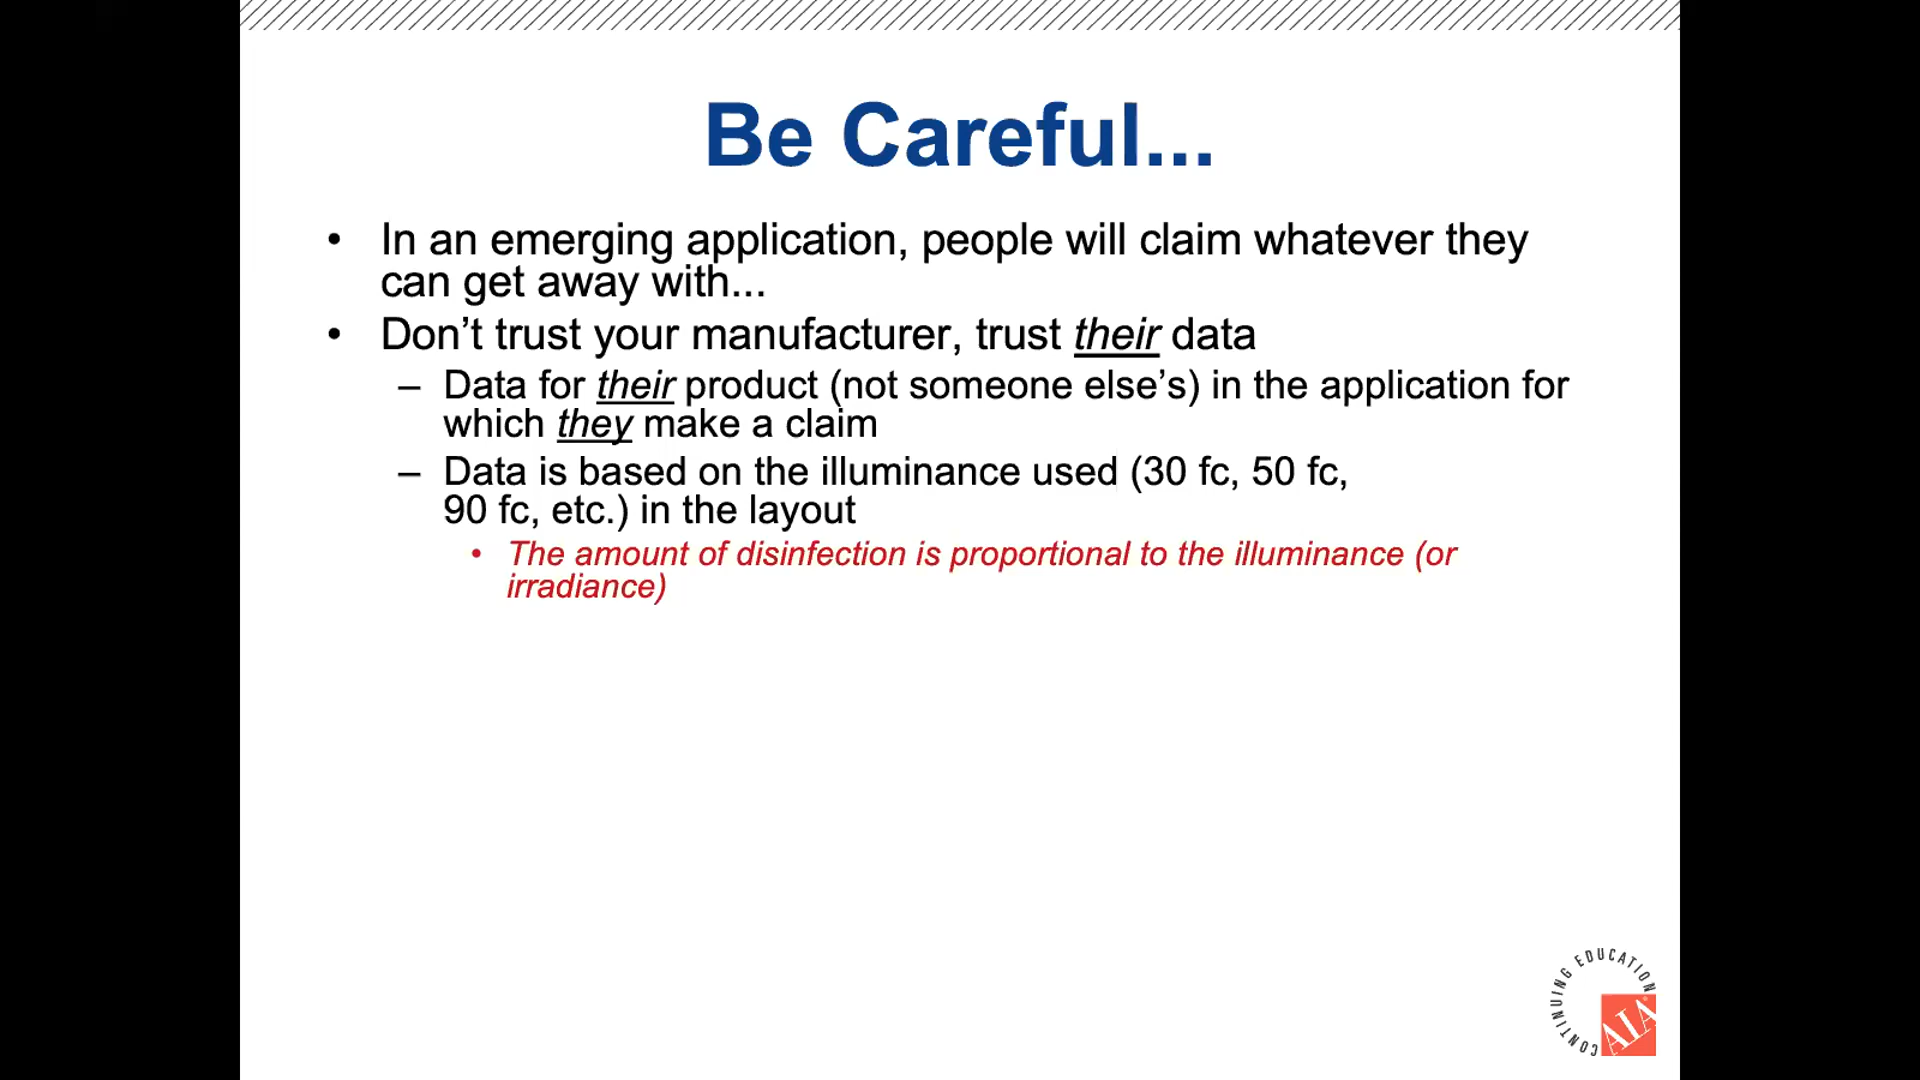 Be Careful...
• In an emerging application, people will claim whatever they
can get away with...
• Don’t trust your manufacturer, trust their data
– Data for their product (not someone else’s) in the application for
which they make a claim
– Data is based on the illuminance used (30 fc, 50 fc,
90 fc, etc.) in the layout
• The amount of disinfection is proportional to the illuminance (or
irradiance)
CONTINUING EDUCATION
AIA